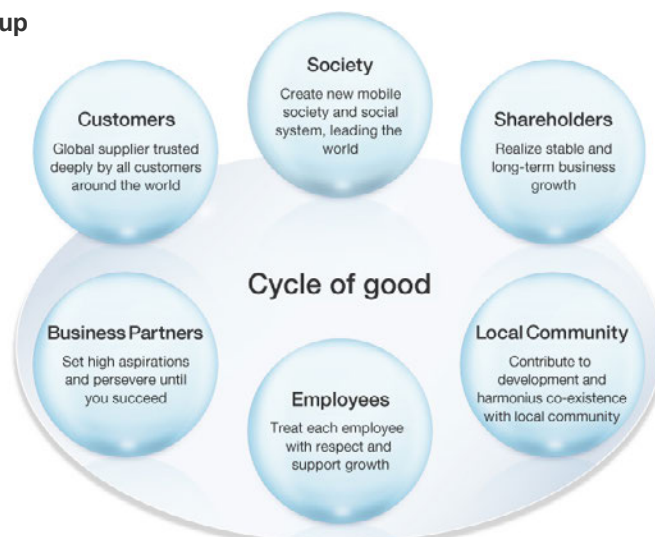 up
Society
Create new mobile
society and social
system, leading the
world
Customers
Global supplier trusted
deeply by all customers
around the world
Shareholders
Realize stable and
long-term business
growth
Cycle of good
Business Partners
Set high aspirations
and persevere until
you succeed
Employees
Treat each employee
with respect and
support growth
Local Community
Contribute to
development and
harmonius co-existence
with local community